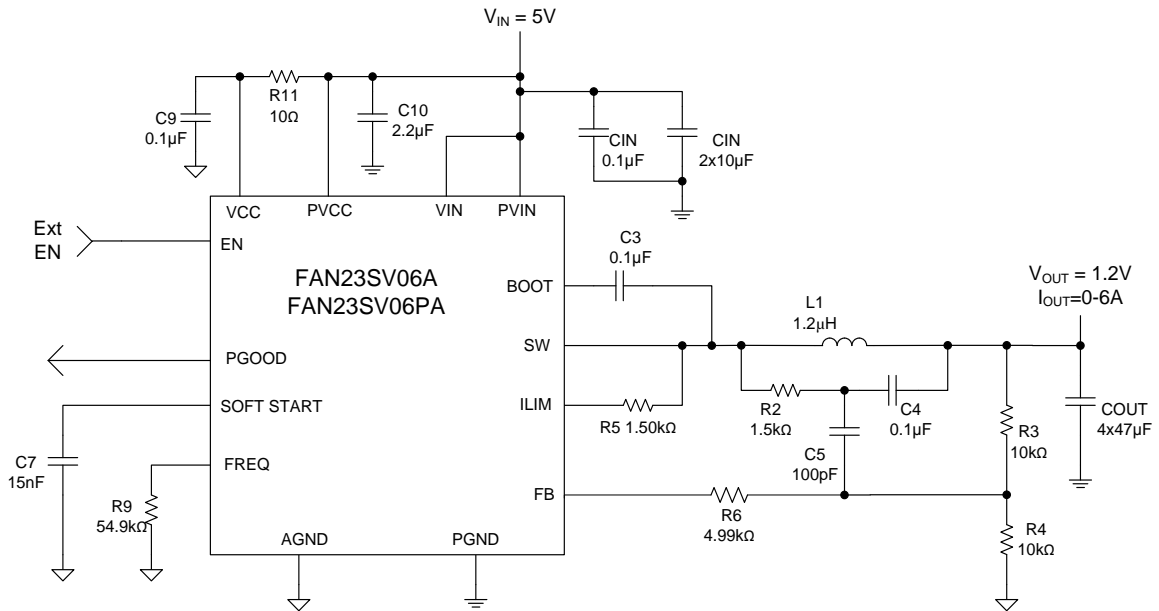 V_IN = 5V
R11
10Ω
C9
0.1µF
C10
2.2µF
CIN
0.1µF
CIN
2x10µF
VCC
PVCC
VIN
PVIN
Ext
EN
EN
FAN23SV06A
FAN23SV06PA
BOOT
C3
0.1µF
V_OUT = 1.2V
I_OUT=0-6A
L1
1.2µH
SW
PGOOD
SOFT START
ILIM
R5 1.50kΩ
R2
1.5kΩ
C4
0.1µF
R3
10kΩ
COUT
4x47µF
C7
15nF
FREQ
C5
100pF
R9
54.9kΩ
FB
R6
4.99kΩ
R4
10kΩ
AGND
PGND